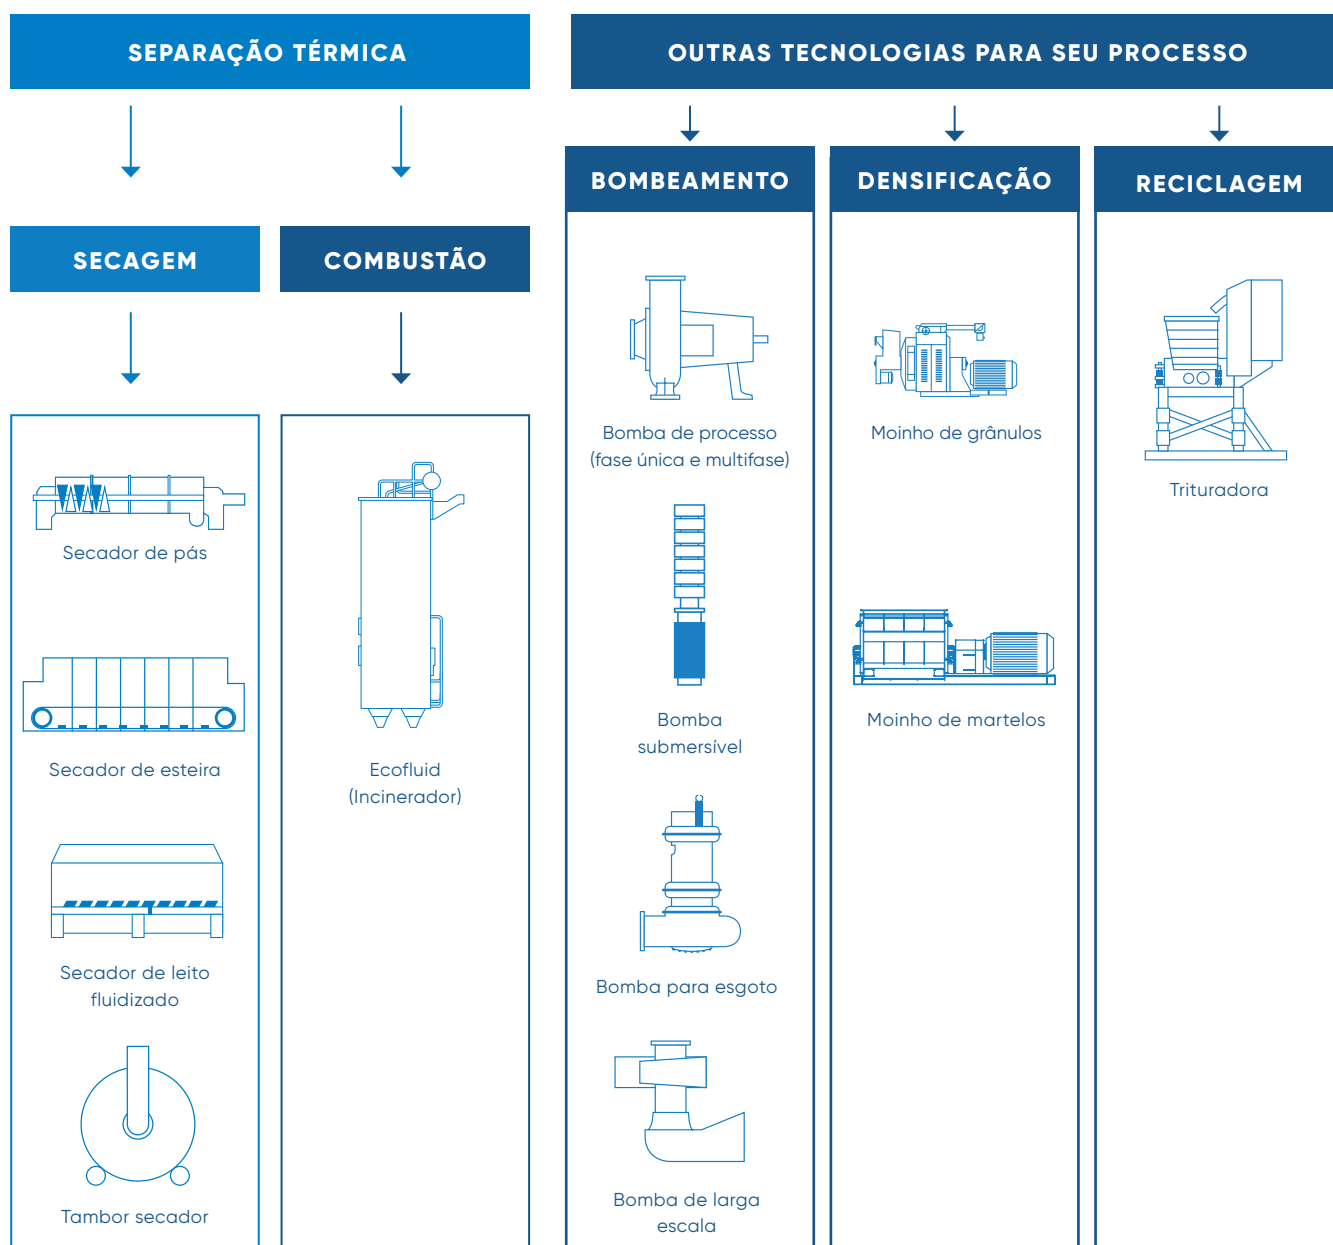 SEPARAÇÃO TÉRMICA
SECAGEM
Secador de pás
Secador de esteira
Secador de leito
fluidizado
Tambor secador
COMBUSTÃO
Ecofluid
(Incinerador)
OUTRAS TECNOLOGIAS PARA SEU PROCESSO
BOMBEAMENTO
Bomba de processo
(fase única e multifase)
Bomba
submersível
Bomba para esgoto
Bomba de larga
escala
DENSIFICAÇÃO
Moinho de grânulos
Moinho de martelos
RECICLAGEM
Trituradora